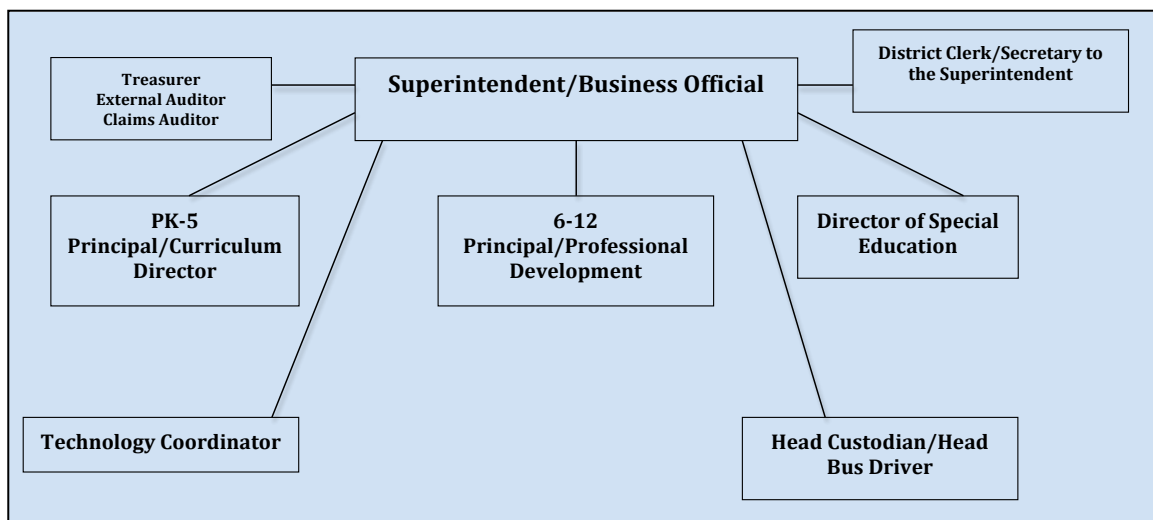 Treasurer
External Auditor
Claims Auditor
Superintendent/Business Official
District Clerk/Secretary to
the Superintendent
PK-5
Principal/Curriculum
Director
6-12
Principal/Professional
Development
Director of Special
Education
Technology Coordinator
Head Custodian/Head
Bus Driver